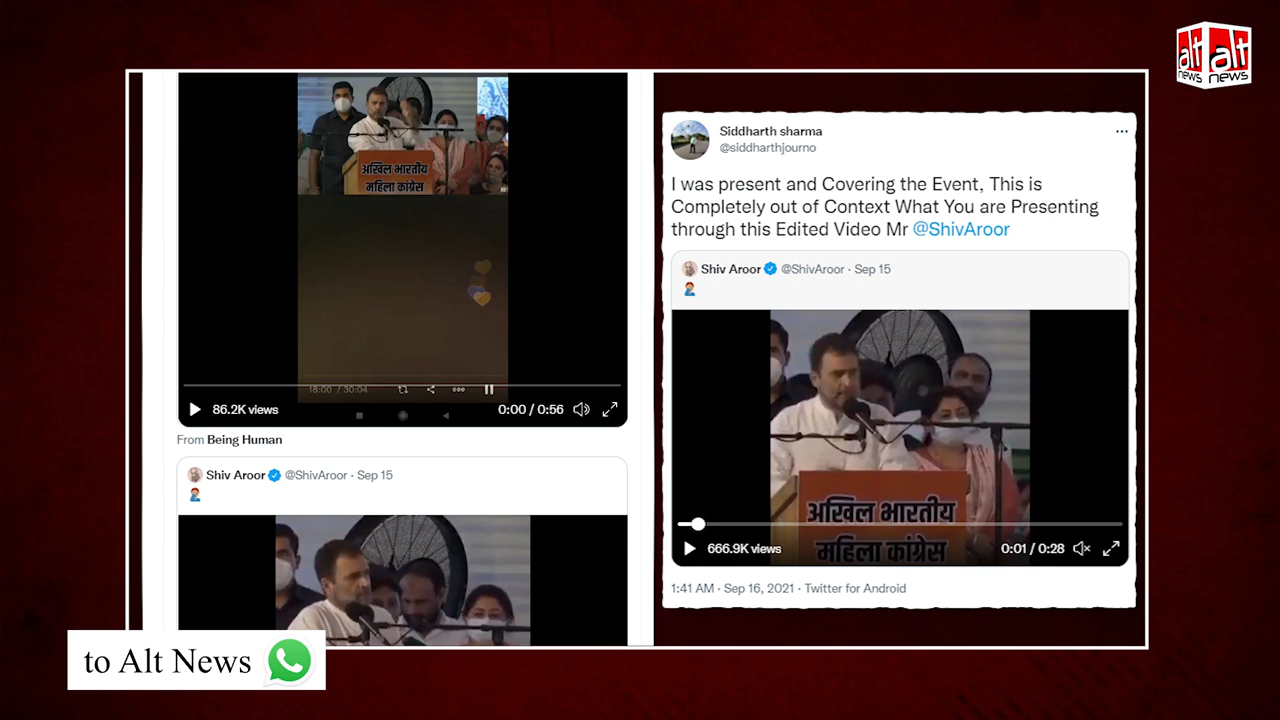 अखिल भारतीय
महिला कांग्रेस
18:00 / 30:04
86.2K views
0:00 / 0:56
From Being Human
Shiv Aroor @ShivAroor · Sep 15
to Alt News
Siddharth sharma
@siddharthjourno
I was present and Covering the Event, This is
Completely out of Context What You are Presenting
through this Edited Video Mr @ShivAroor
Shiv Aroor @ShivAroor · Sep 15
अखिल भारतीय
महिला कांग्रेस
666.9K views
0:01 / 0:28
1:41 AM · Sep 16, 2021 · Twitter for Android
alt alt
news news